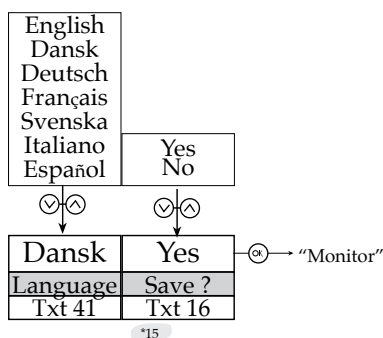 English
Dansk
Deutsch
Français
Svenska
Italiano
Español
Yes
No
Dansk Yes
OK
"Monitor"
Language Save ?
Txt 41 Txt 16
*15